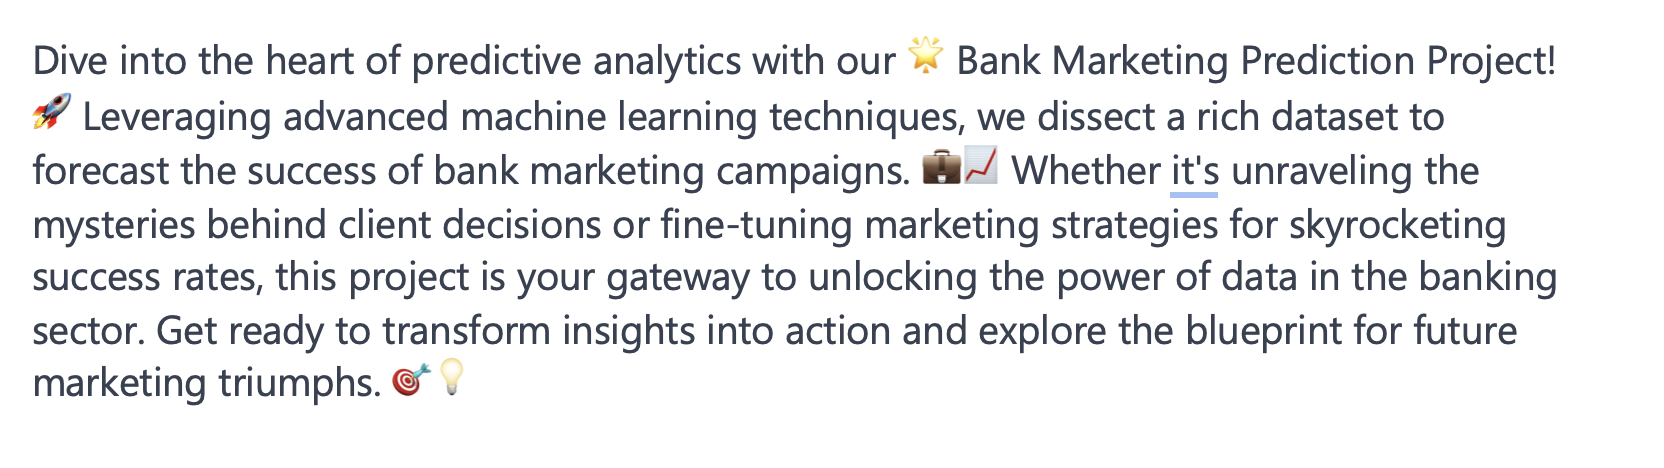 Dive into the heart of predictive analytics with our 🌟 Bank Marketing Prediction Project!
🚀 Leveraging advanced machine learning techniques, we dissect a rich dataset to
forecast the success of bank marketing campaigns. 💼📈 Whether it's unraveling the
mysteries behind client decisions or fine-tuning marketing strategies for skyrocketing
success rates, this project is your gateway to unlocking the power of data in the banking
sector. Get ready to transform insights into action and explore the blueprint for future
marketing triumphs. 🎯💡